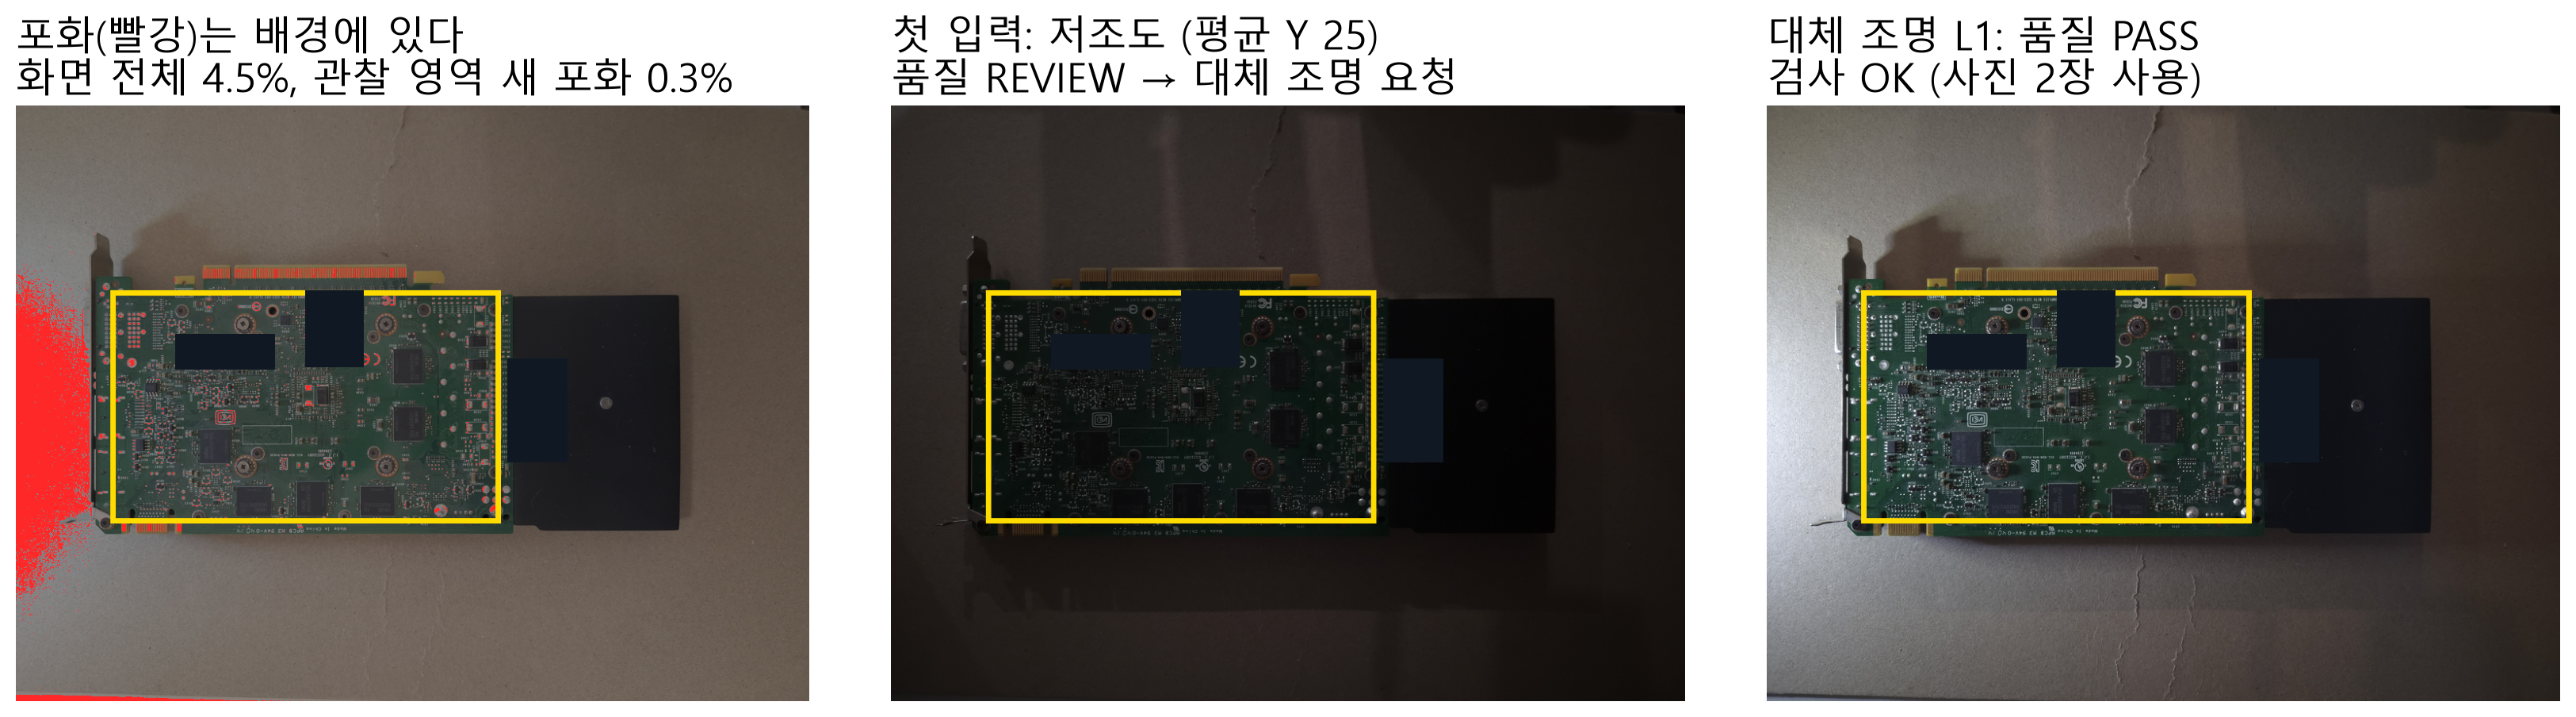 포화(빨강)는 배경에 있다
화면 전체 4.5%, 관찰 영역 새 포화 0.3%
첫 입력: 저조도 (평균 Y 25)
품질 REVIEW → 대체 조명 요청
대체 조명 L1: 품질 PASS
검사 OK (사진 2장 사용)